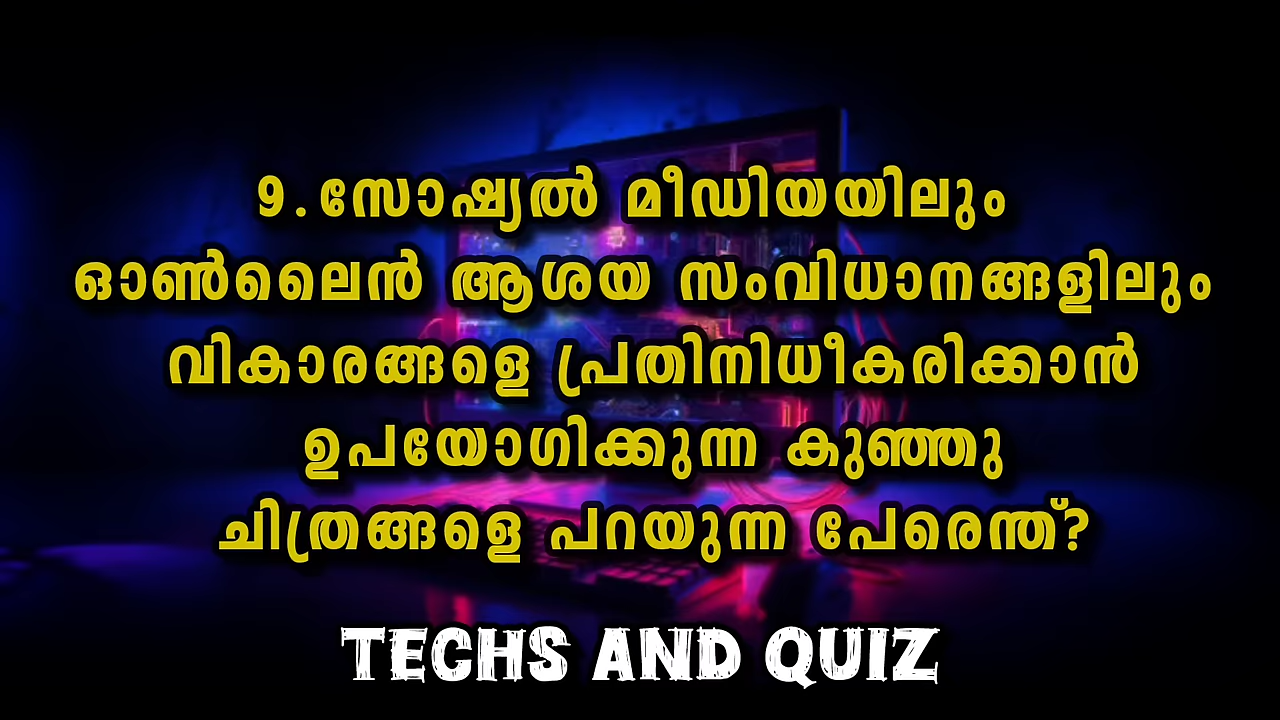 9.സോഷ്യൽ മീഡിയയിലും
ഓൺലൈൻ ആശയ സംവിധാനങ്ങളിലും
വികാരങ്ങളെ പ്രതിനിധീകരിക്കാൻ
ഉപയോഗിക്കുന്ന കുഞ്ഞു
ചിത്രങ്ങളെ പറയുന്ന പേരെന്ത്?
TECHS AND QUIZ